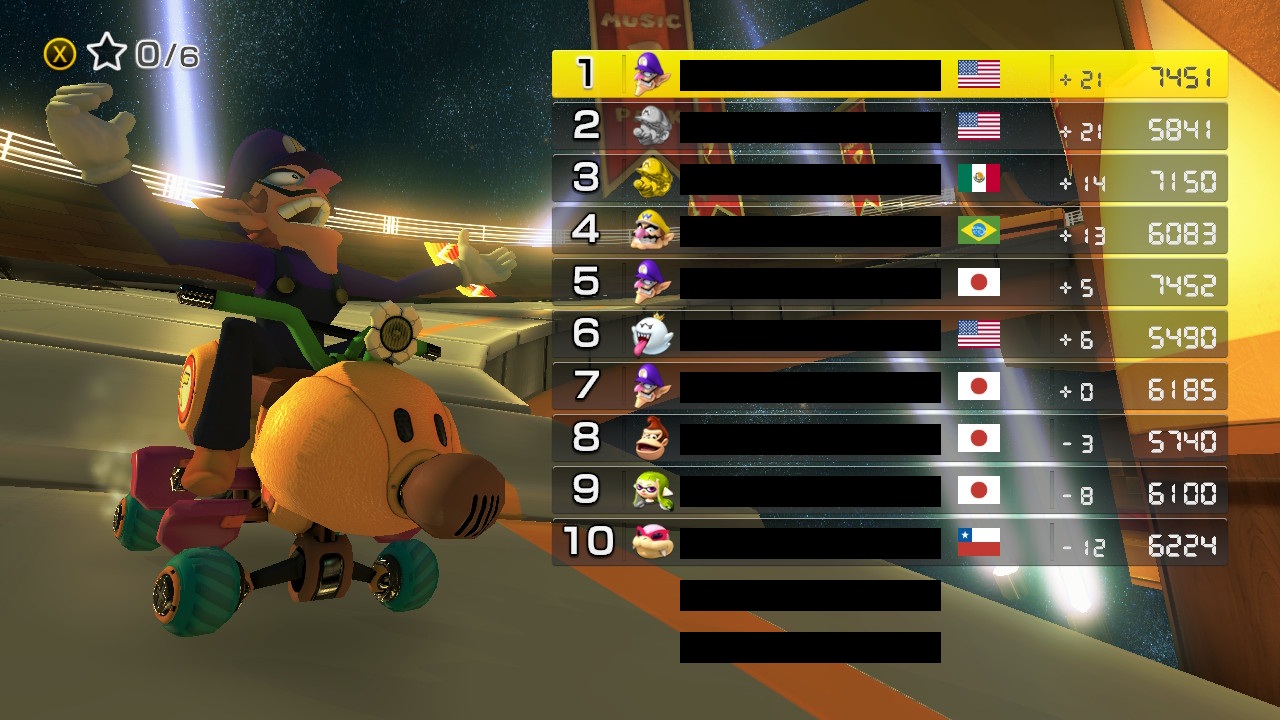 MUSIC
X 0/6
1 + 21 7451
PARK
2 + 21 5841
3 + 14 7150
4 + 13 6083
5 + 5 7452
6 + 6 5490
7 + 0 6185
8 - 3 5740
9 - 8 6100
10 - 12 6224